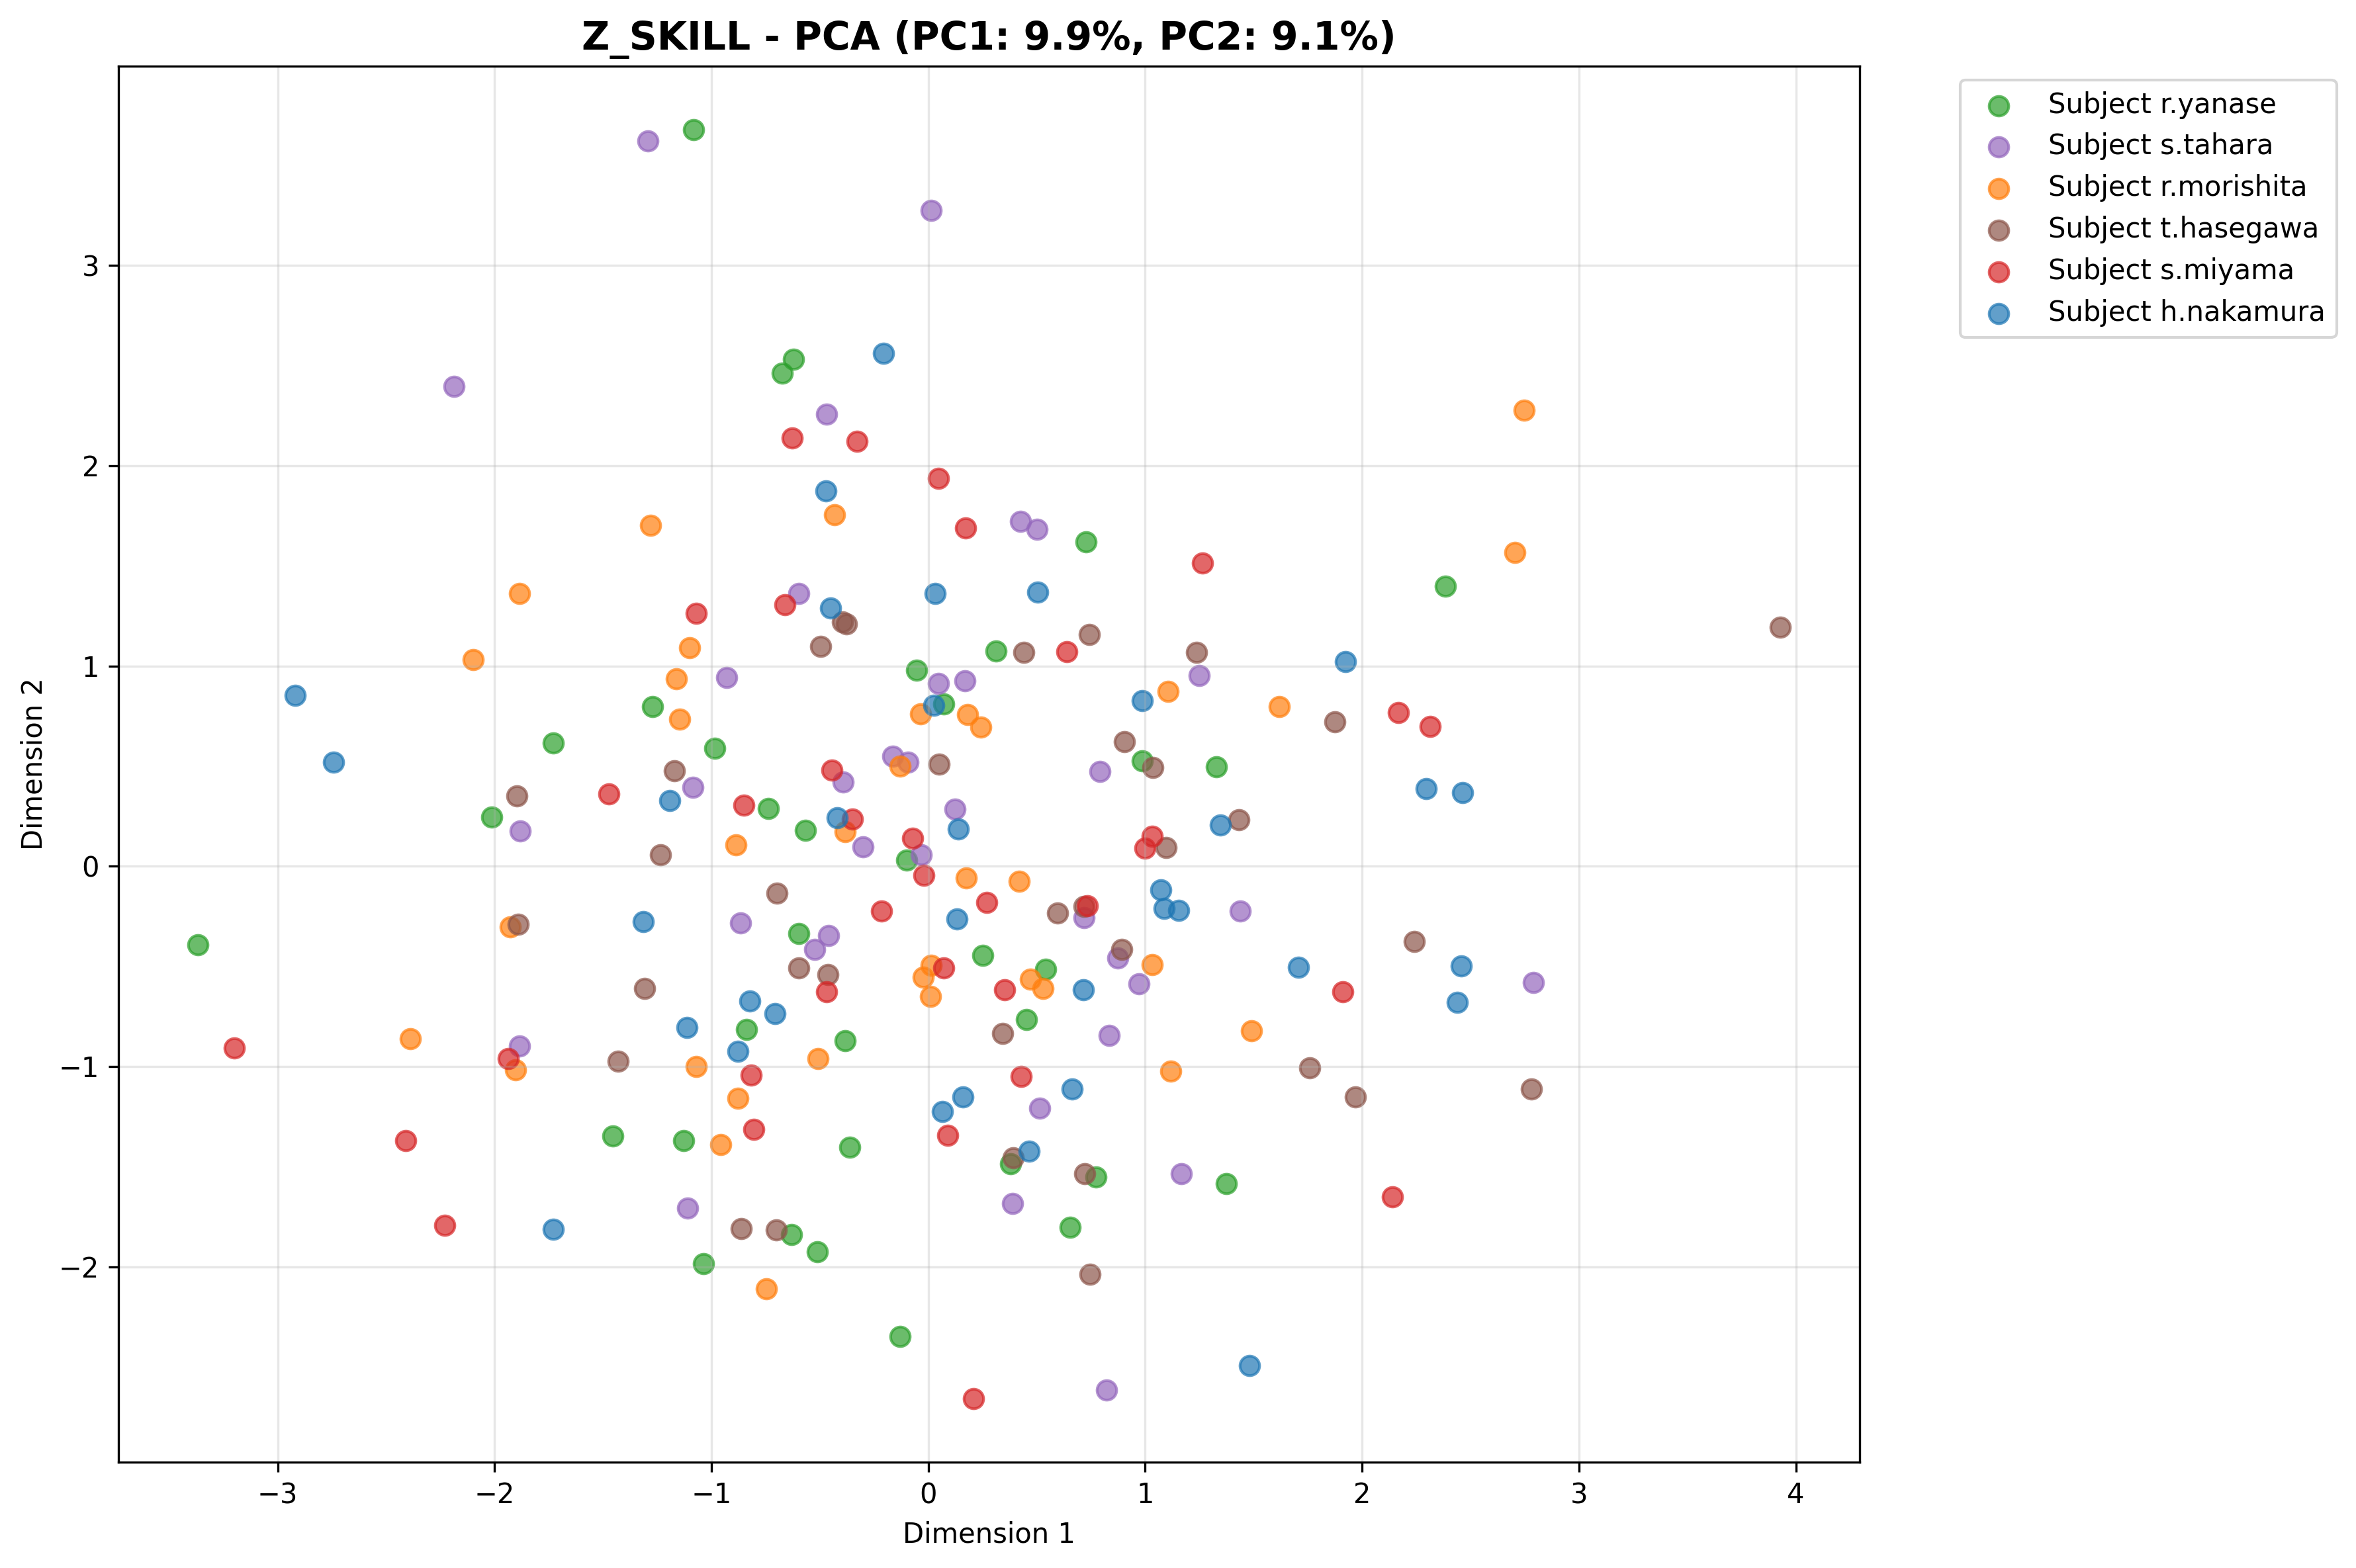 Z_SKILL - PCA (PC1: 9.9%, PC2: 9.1%)
Subject r.yanase
Subject s.tahara
Subject r.morishita
Subject t.hasegawa
Subject s.miyama
Subject h.nakamura
Dimension 2
3
2
1
0
−1
−2
−3
−2
−1
0
1
2
3
4
Dimension 1